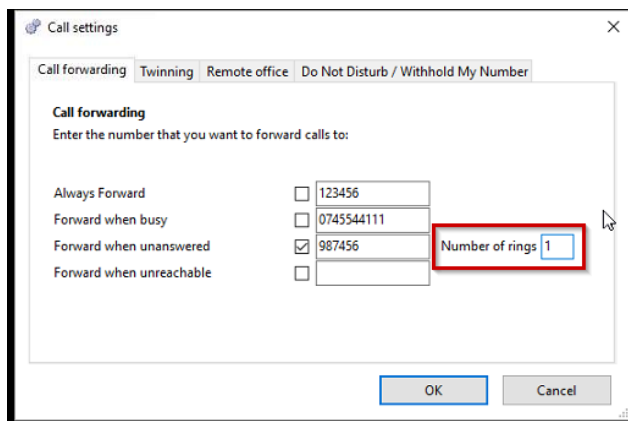 Call settings
Call forwarding Twinning Remote office Do Not Disturb / Withhold My Number
Call forwarding
Enter the number that you want to forward calls to:
Always Forward 123456
Forward when busy 0745544111
Forward when unanswered 987456 Number of rings 1
Forward when unreachable
OK Cancel